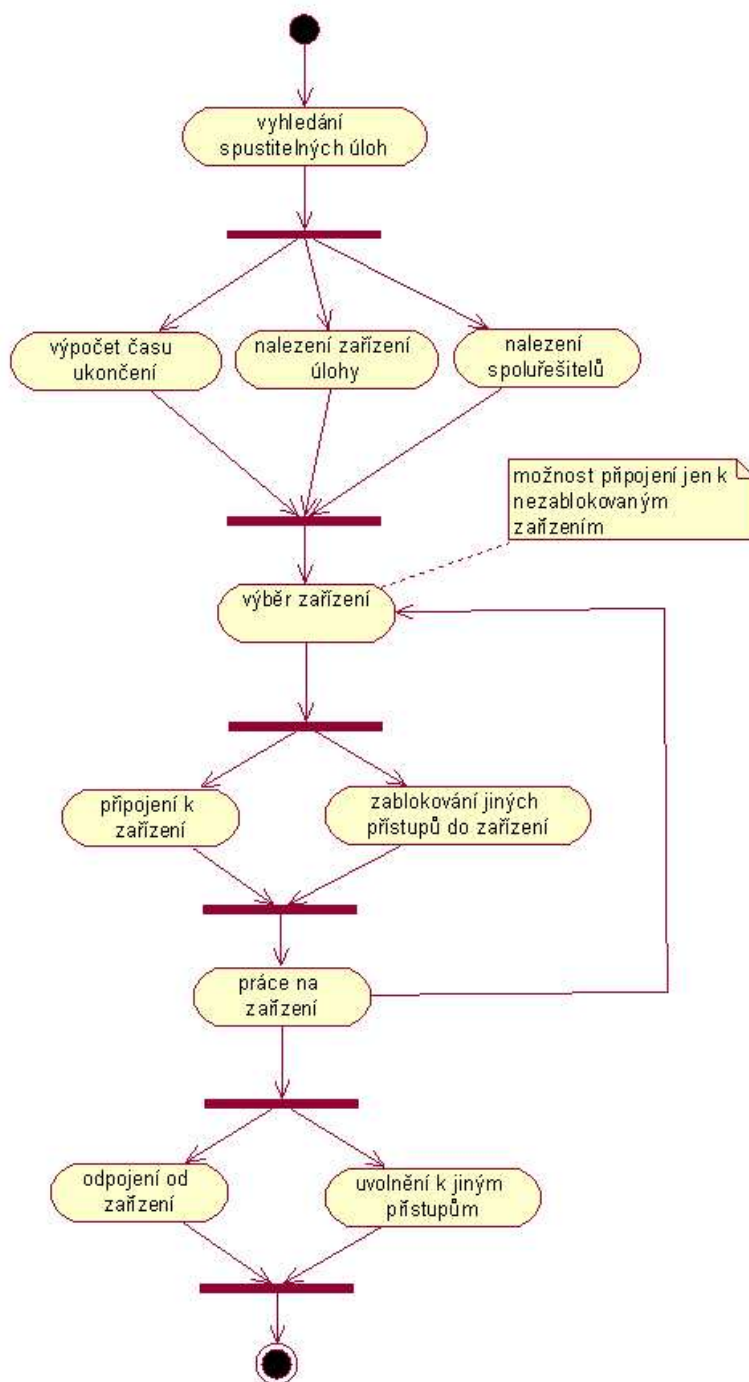 vyhledání
spustitelných úloh
výpočet času
ukončení
nalezení zařízení
úlohy
nalezení
spoluřešitelů
možnost připojení jen k
nezablokovaným
zařízením
výběr zařízení
připojení k
zařízení
zablokování jiných
přístupů do zařízení
práce na
zařízení
odpojení od
zařízení
uvolnění k jiným
přístupům